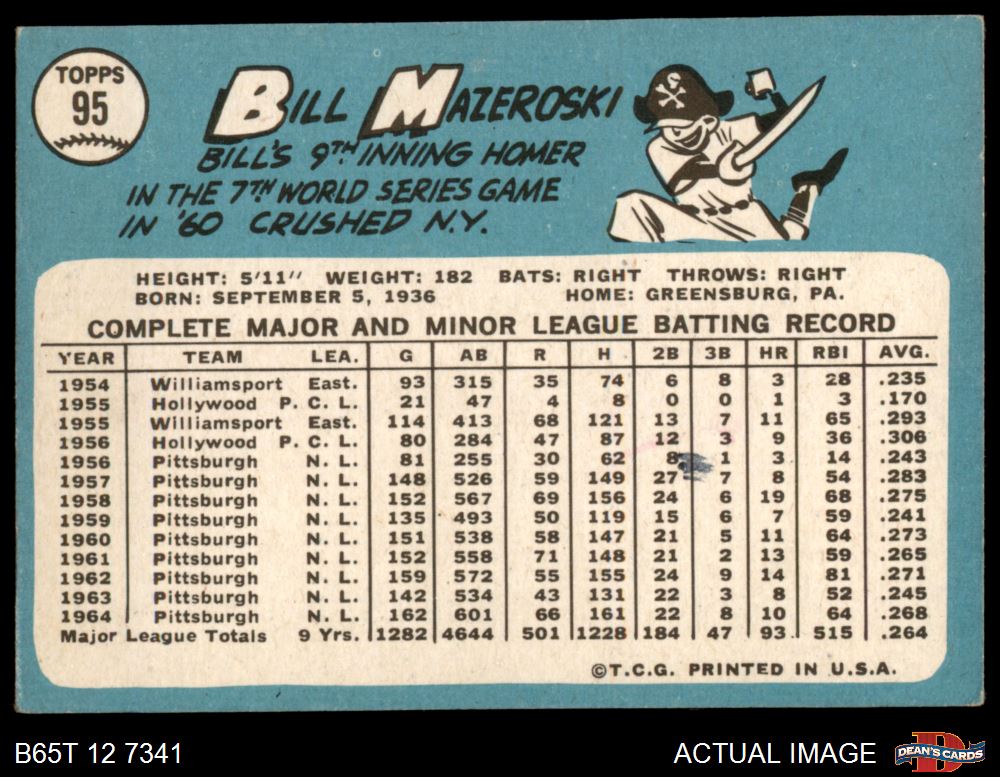 TOPPS
95
BILL MAZEROSKI
BILL'S 9TH INNING HOMER
IN THE 7TH WORLD SERIES GAME
IN '60 CRUSHED N.Y.
HEIGHT: 5'11" WEIGHT: 182 BATS: RIGHT THROWS: RIGHT
BORN: SEPTEMBER 5, 1936 HOME: GREENSBURG, PA.
COMPLETE MAJOR AND MINOR LEAGUE BATTING RECORD
YEAR TEAM LEA. G AB R H 2B 3B HR RBI AVG.
1954 Williamsport East. 93 315 35 74 6 8 3 28 .235
1955 Hollywood P. C. L. 21 47 4 8 0 0 1 3 .170
1955 Williamsport East. 114 413 68 121 13 7 11 65 .293
1956 Hollywood P. C. L. 80 284 47 87 12 3 9 36 .306
1956 Pittsburgh N. L. 81 255 30 62 8 1 3 14 .243
1957 Pittsburgh N. L. 148 526 59 149 27 7 8 54 .283
1958 Pittsburgh N. L. 152 567 69 156 24 6 19 68 .275
1959 Pittsburgh N. L. 135 493 50 119 15 6 7 59 .241
1960 Pittsburgh N. L. 151 538 58 147 21 5 11 64 .273
1961 Pittsburgh N. L. 152 558 71 148 21 2 13 59 .265
1962 Pittsburgh N. L. 159 572 55 155 24 9 14 81 .271
1963 Pittsburgh N. L. 142 534 43 131 22 3 8 52 .245
1964 Pittsburgh N. L. 162 601 66 161 22 8 10 64 .268
Major League Totals 9 Yrs. 1282 4644 501 1228 184 47 93 515 .264
©T.C.G. PRINTED IN U.S.A.
B65T 12 7341 ACTUAL IMAGE D DEAN'S CARDS